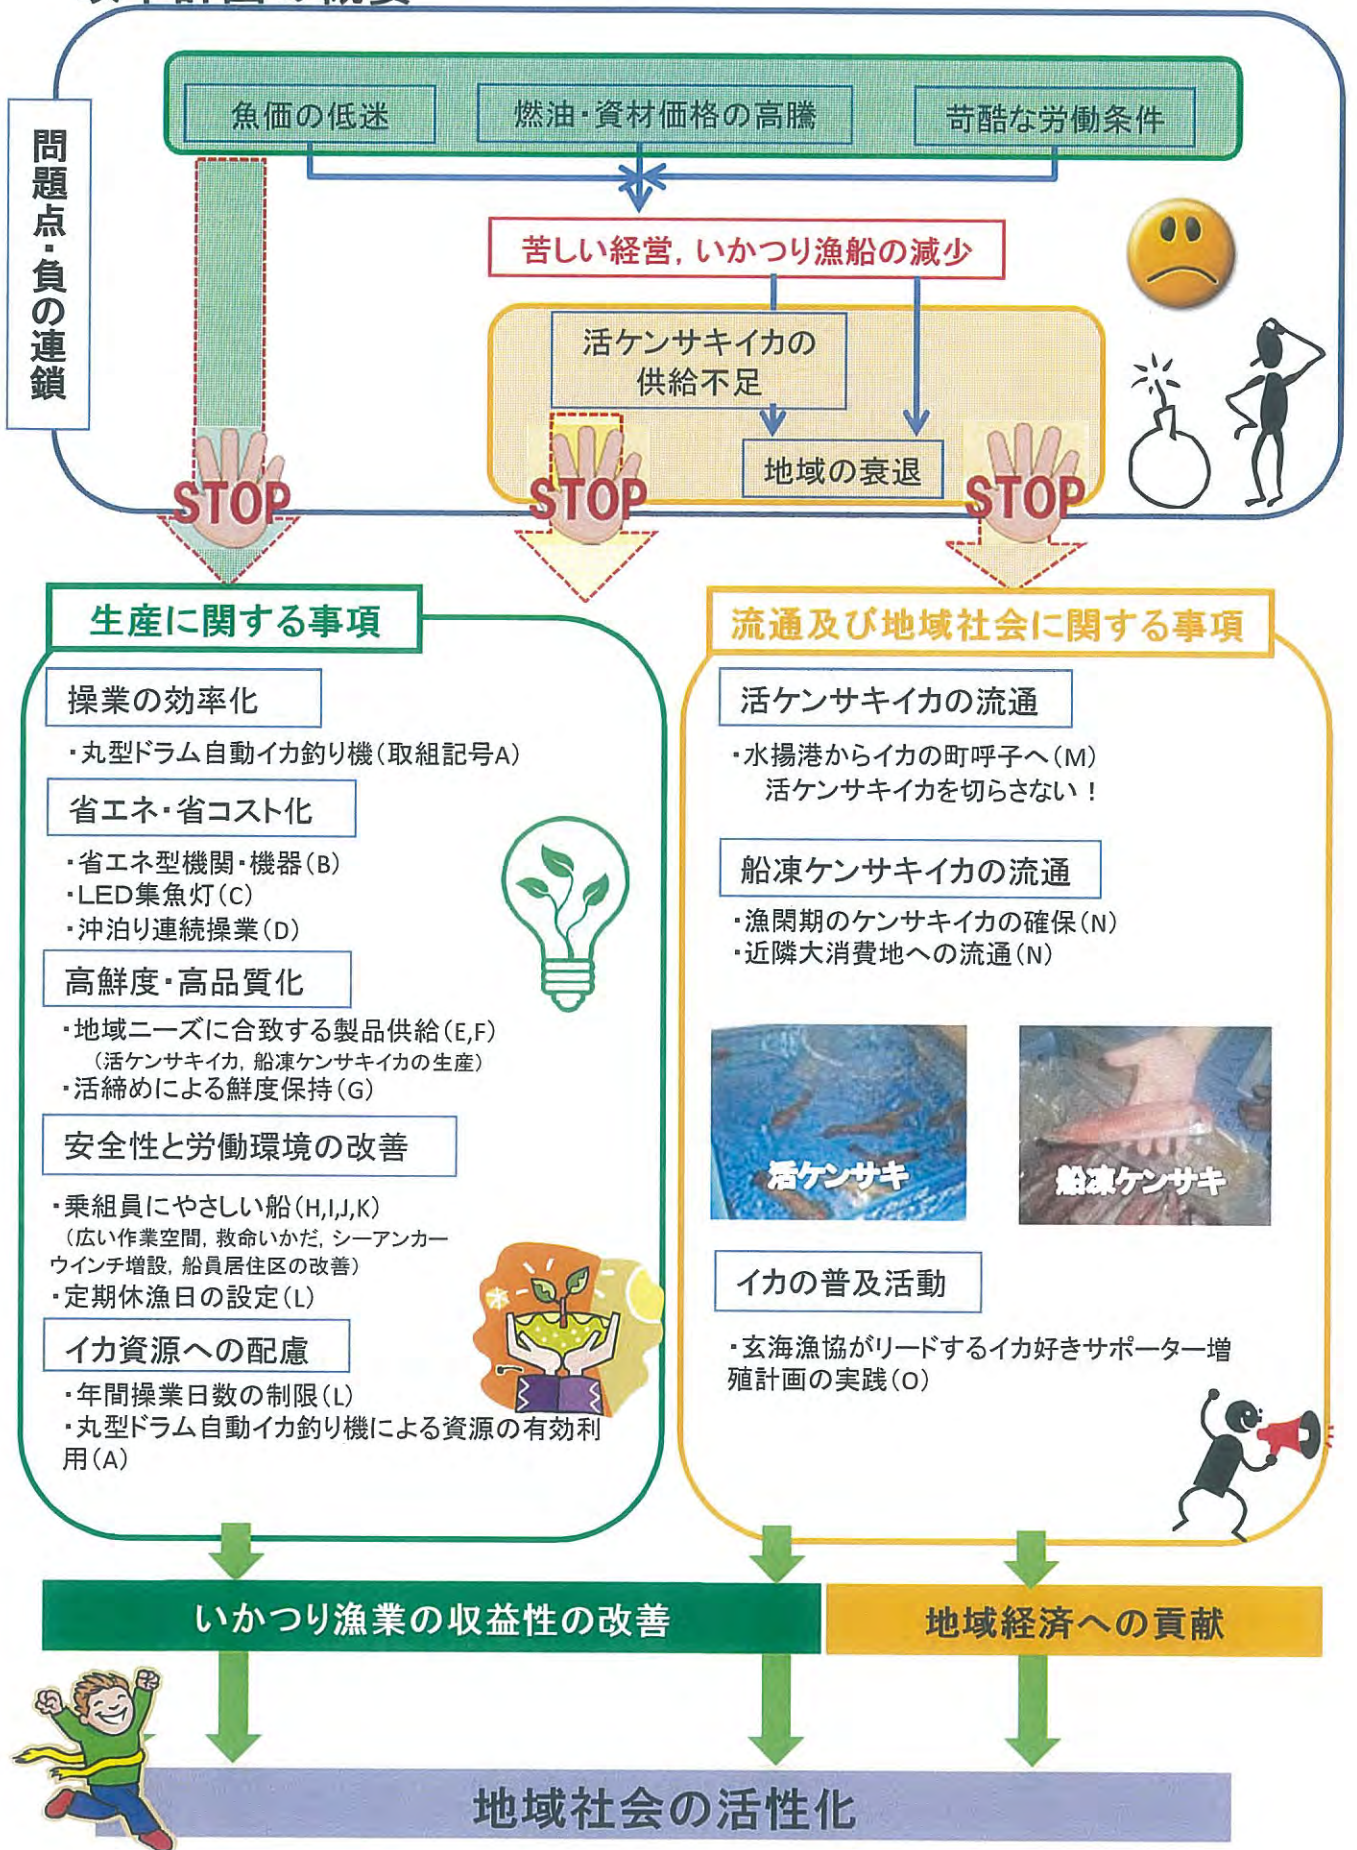 問題点・負の連鎖
魚価の低迷
燃油・資材価格の高騰
苛酷な労働条件
苦しい経営，いかつり漁船の減少
活ケンサキイカの
供給不足
地域の衰退
STOP
STOP
STOP
生産に関する事項
操業の効率化
・丸型ドラム自動イカ釣り機（取組記号A）
省エネ・省コスト化
・省エネ型機関・機器（B）
・LED集魚灯（C）
・沖泊り連続操業（D）
高鮮度・高品質化
・地域ニーズに合致する製品供給（E,F）
（活ケンサキイカ，船凍ケンサキイカの生産）
・活締めによる鮮度保持（G）
安全性と労働環境の改善
・乗組員にやさしい船（H,I,J,K）
（広い作業空間，救命いかだ，シーアンカー
ウインチ増設，船員居住区の改善）
・定期休漁日の設定（L）
イカ資源への配慮
・年間操業日数の制限（L）
・丸型ドラム自動イカ釣り機による資源の有効利
用（A）
流通及び地域社会に関する事項
活ケンサキイカの流通
・水揚港からイカの町呼子へ（M）
活ケンサキイカを切らさない！
船凍ケンサキイカの流通
・漁閑期のケンサキイカの確保（N）
・近隣大消費地への流通（N）
活ケンサキ
船凍ケンサキ
イカの普及活動
・玄海漁協がリードするイカ好きサポーター増
殖計画の実践（O）
いかつり漁業の収益性の改善
地域経済への貢献
地域社会の活性化